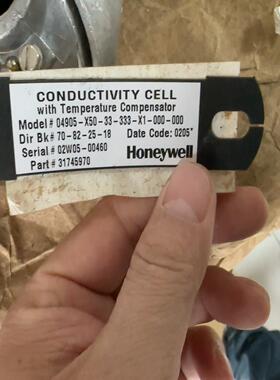 CONDUCTIVITY CELL
with Temperature Compensator
Model # 04905-X50-33-333-X1-000-000
Dir Bk# 70-82-25-18 Date Code: 0205*
Serial # 02W05-00460
Part # 31745970 Honeywell